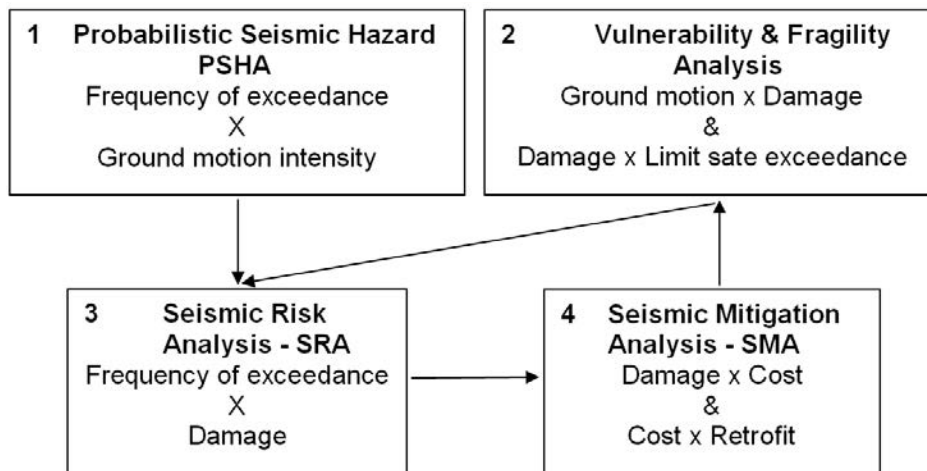 1 Probabilistic Seismic Hazard
PSHA
Frequency of exceedance
X
Ground motion intensity
2 Vulnerability & Fragility
Analysis
Ground motion x Damage
&
Damage x Limit sate exceedance
3 Seismic Risk
Analysis - SRA
Frequency of exceedance
X
Damage
4 Seismic Mitigation
Analysis - SMA
Damage x Cost
&
Cost x Retrofit